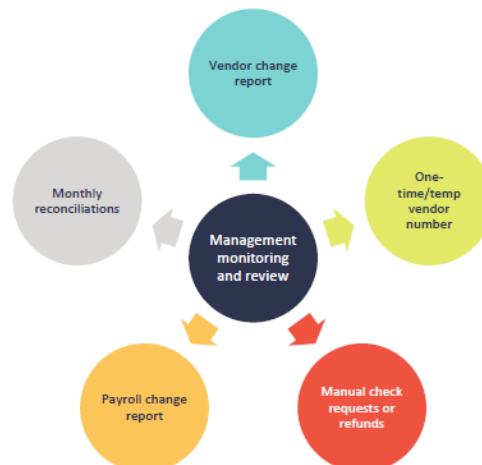 Vendor change
report
One-
time/temp
vendor
number
Monthly
reconciliations
Management
monitoring
and review
Payroll change
report
Manual check
requests or
refunds